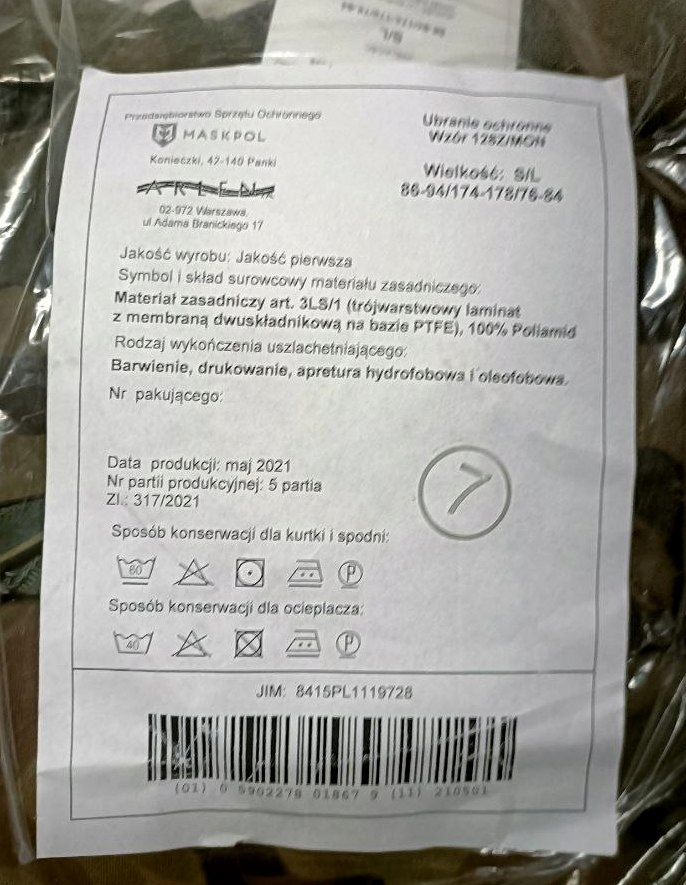 Przedsiębiorstwo Sprzętu Ochronnego
MASKPOL
Konieczki, 42-140 Panki
ARLEN
02-972 Warszawa,
ul Adama Branickiego 17
Ubranie ochronne
Wzór 128Z/MON
Wielkość: S/L
86-94/174-178/76-84
Jakość wyrobu: Jakość pierwsza
Symbol i skład surowcowy materiału zasadniczego:
Materiał zasadniczy art. 3LS/1 (trójwarstwowy laminat
z membraną dwuskładnikową na bazie PTFE), 100% Poliamid
Rodzaj wykończenia uszlachetniającego:
Barwienie, drukowanie, apretura hydrofobowa i oleofobowa.
Nr pakującego:
7
Data produkcji: maj 2021
Nr partii produkcyjnej: 5 partia
Zl.: 317/2021
Sposób konserwacji dla kurtki i spodni:
60 P
Sposób konserwacji dla ocieplacza:
40 P
JIM: 8415PL1119728
(01) 0 5902278 01867 9 (11) 210501